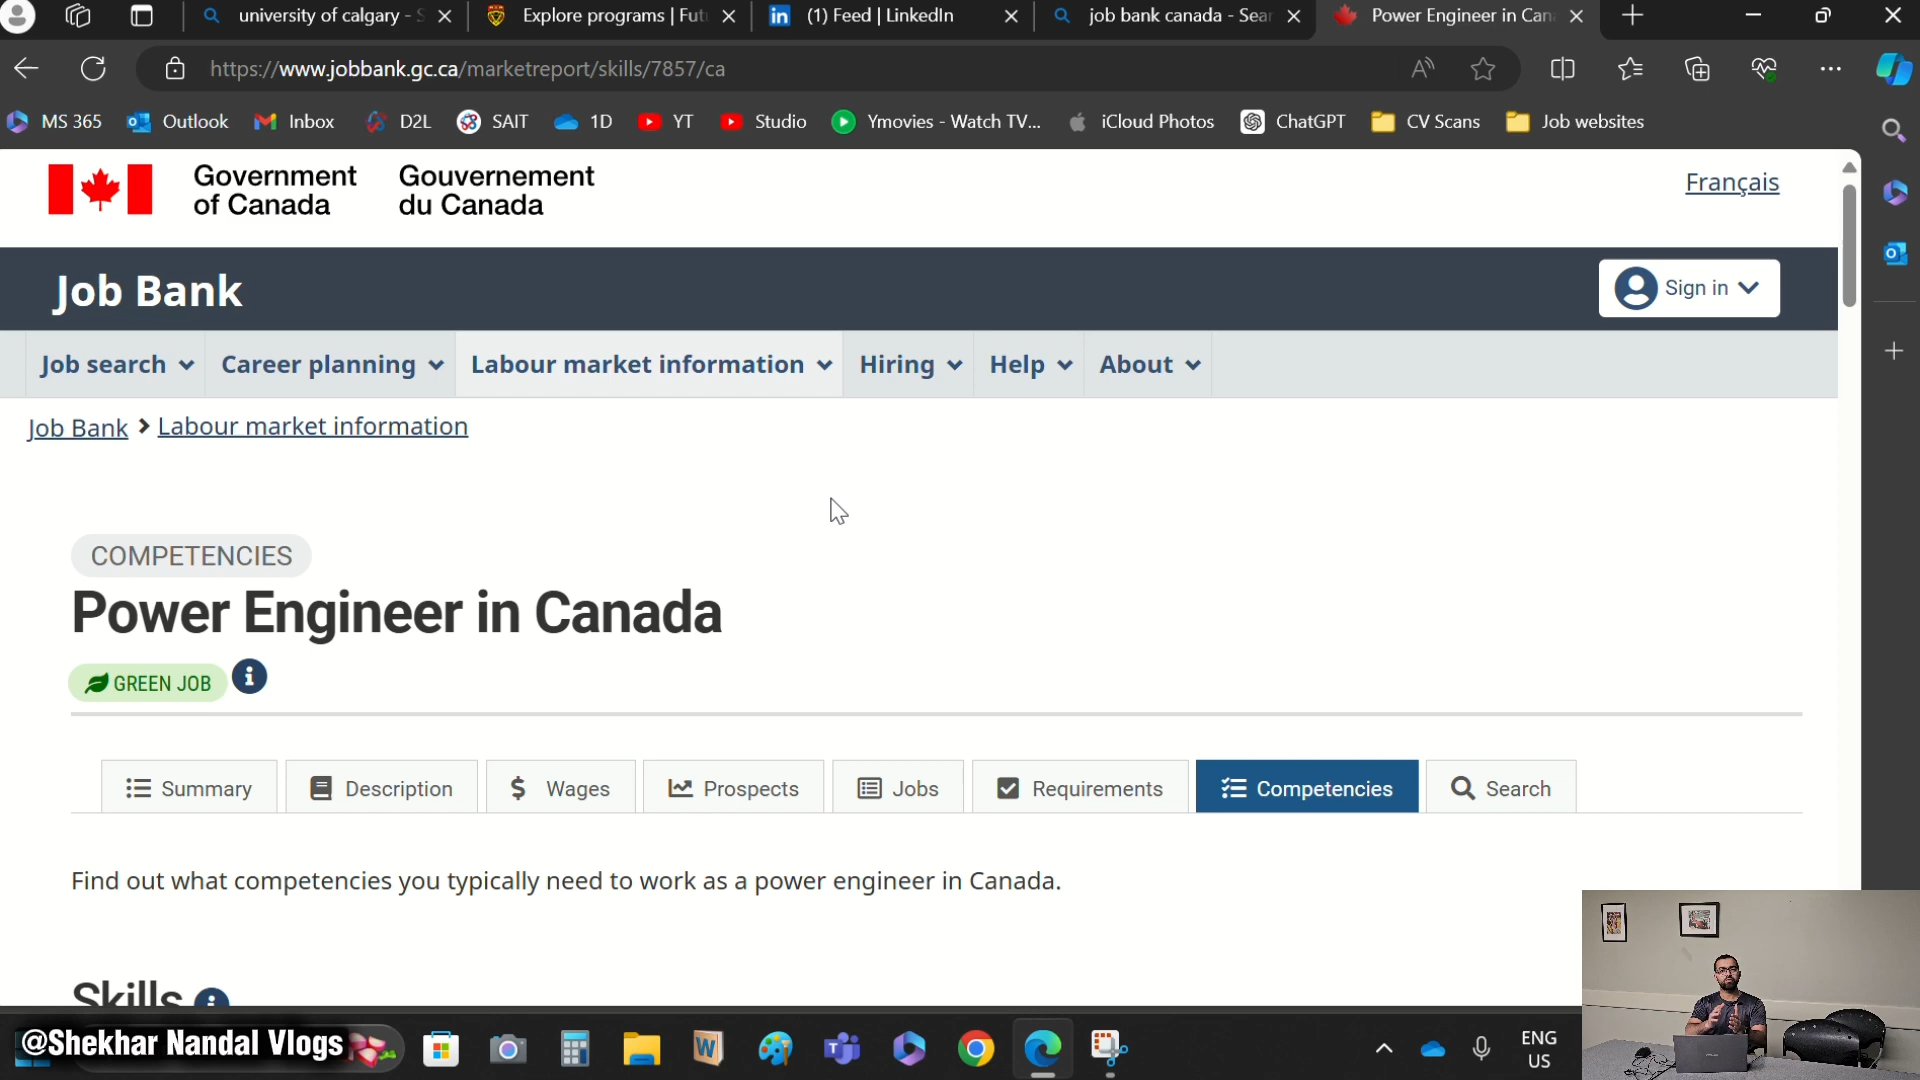 university of calgary - S
Explore programs | Futu
(1) Feed | LinkedIn
job bank canada - Sear
Power Engineer in Can
https://www.jobbank.gc.ca/marketreport/skills/7857/ca
MS 365
Outlook
Inbox
D2L
SAIT
1D
YT
Studio
Ymovies - Watch TV...
iCloud Photos
ChatGPT
CV Scans
Job websites
Government
of Canada
Gouvernement
du Canada
Français
Job Bank
Sign in
Job search
Career planning
Labour market information
Hiring
Help
About
Job Bank > Labour market information
COMPETENCIES
Power Engineer in Canada
GREEN JOB
Summary
Description
Wages
Prospects
Jobs
Requirements
Competencies
Search
Find out what competencies you typically need to work as a power engineer in Canada.
Skills
@Shekhar Nandal Vlogs
ENG
US